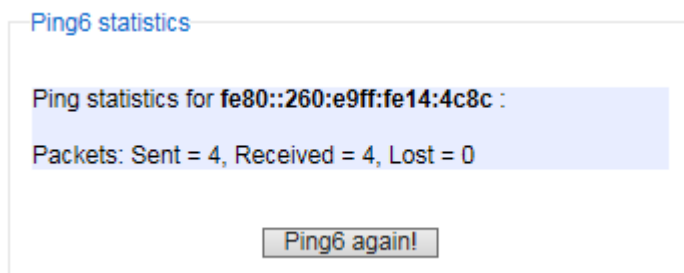 Ping6 statistics
Ping statistics for fe80::260:e9ff:fe14:4c8c :
Packets: Sent = 4, Received = 4, Lost = 0
Ping6 again!